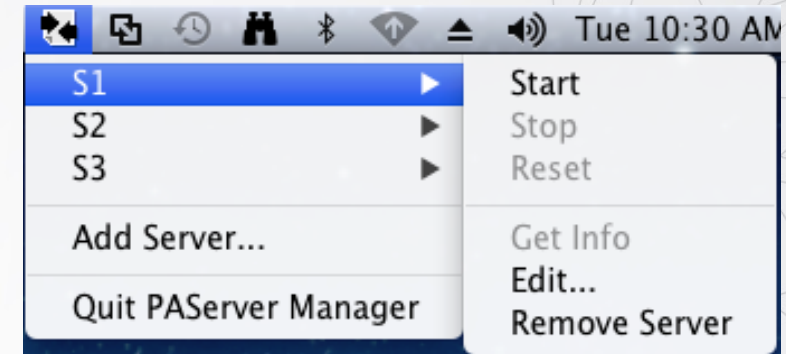 Tue 10:30 AM
S1
S2
S3
Add Server...
Quit PAServer Manager
Start
Stop
Reset
Get Info
Edit...
Remove Server